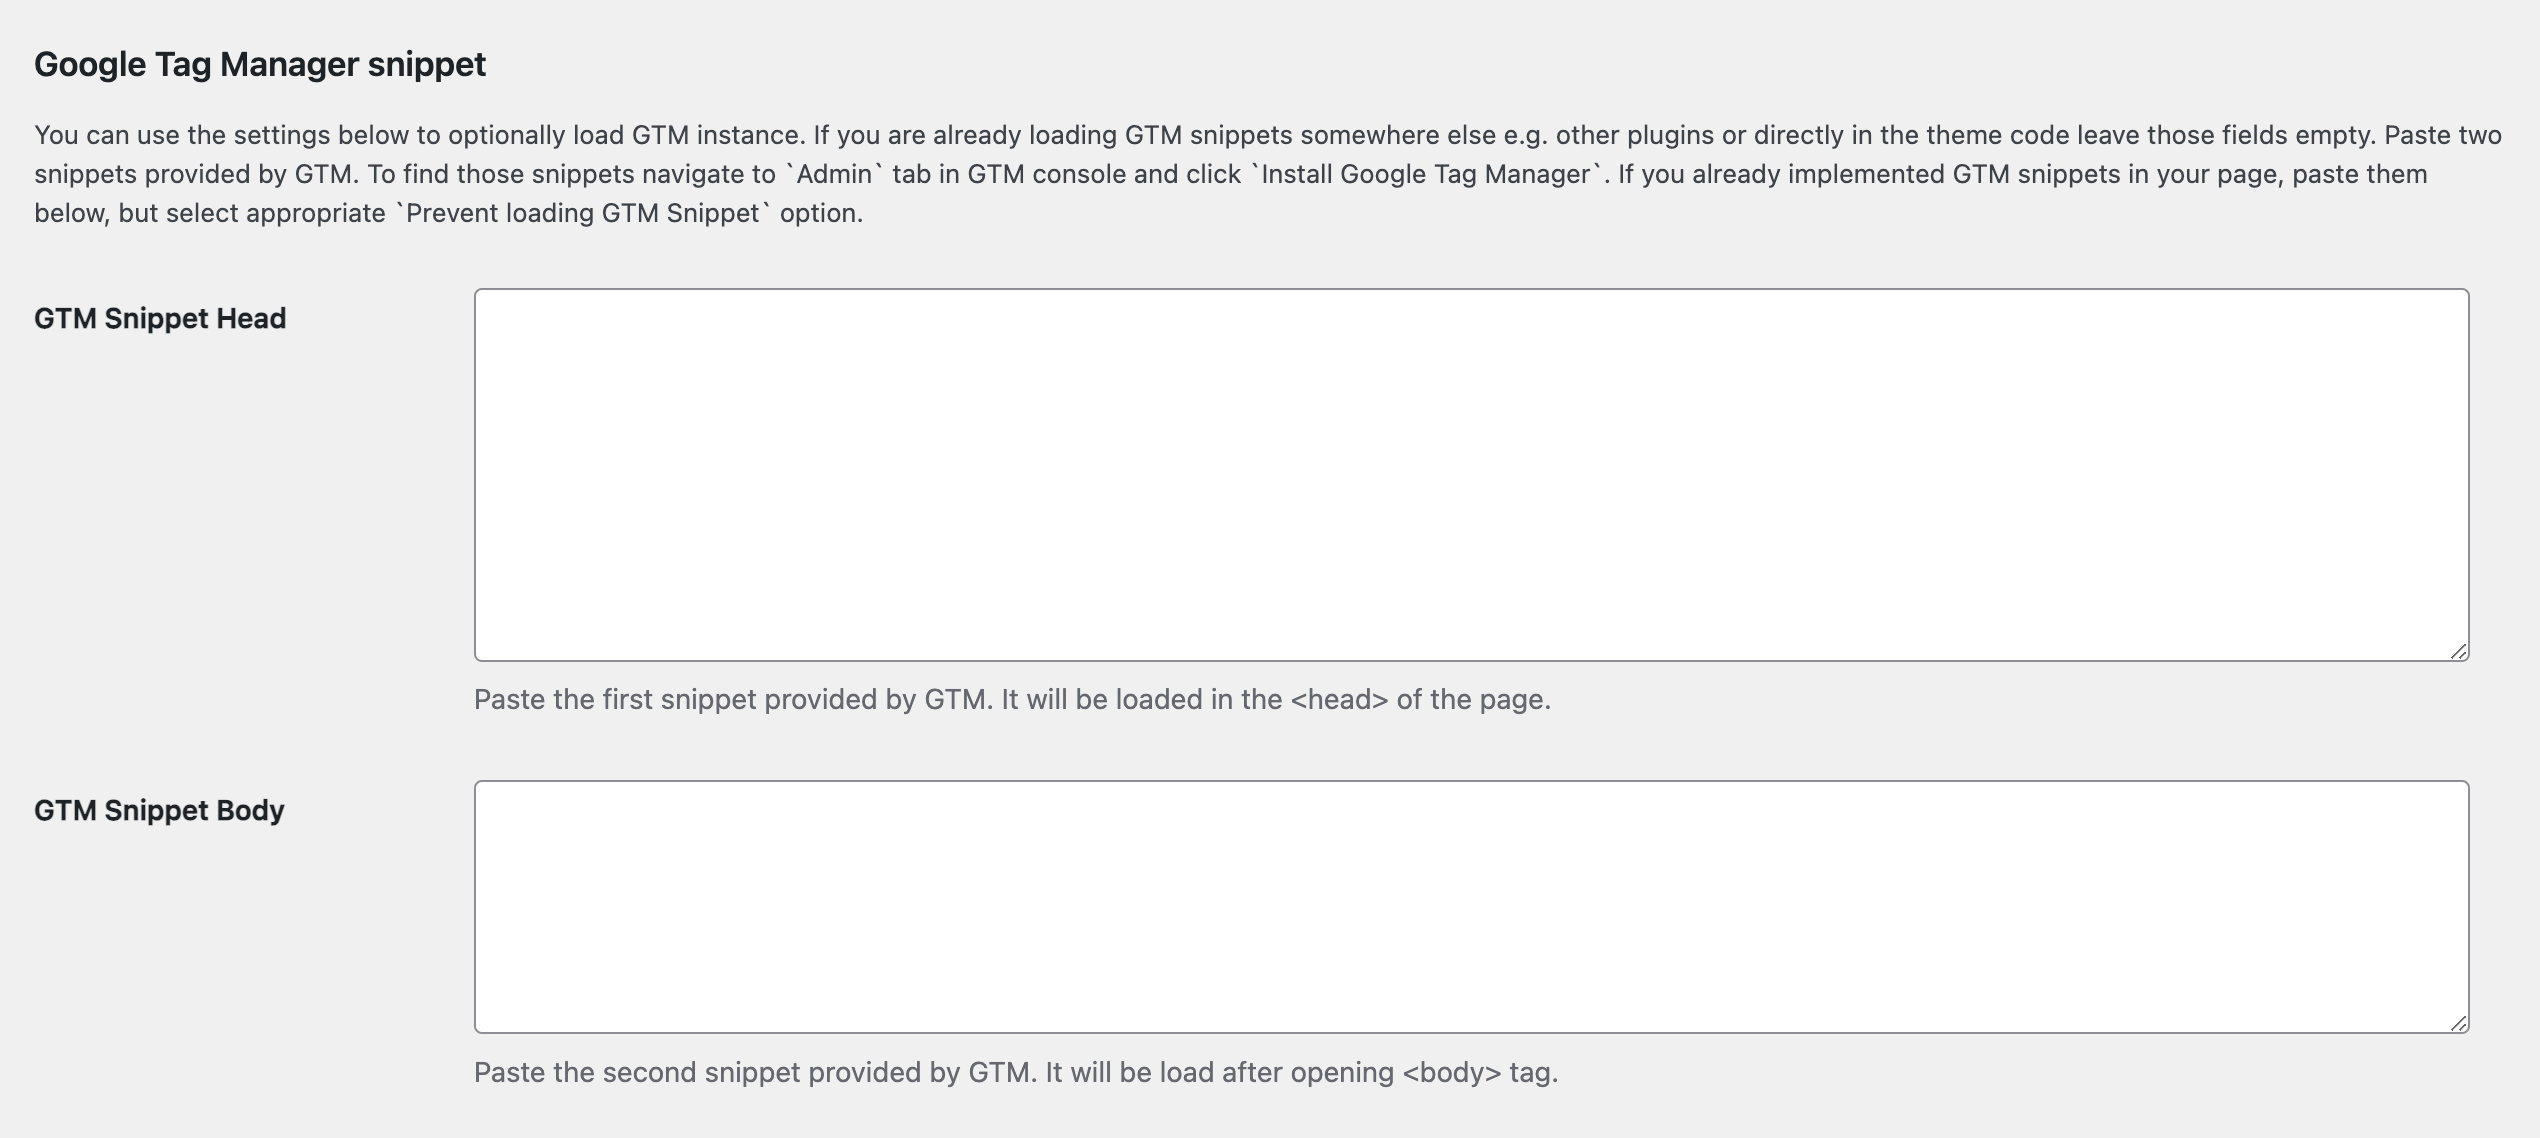 Google Tag Manager snippet
You can use the settings below to optionally load GTM instance. If you are already loading GTM snippets somewhere else e.g. other plugins or directly in the theme code leave those fields empty. Paste two
snippets provided by GTM. To find those snippets navigate to `Admin` tab in GTM console and click `Install Google Tag Manager`. If you already implemented GTM snippets in your page, paste them
below, but select appropriate `Prevent loading GTM Snippet` option.
GTM Snippet Head
Paste the first snippet provided by GTM. It will be loaded in the <head> of the page.
GTM Snippet Body
Paste the second snippet provided by GTM. It will be load after opening <body> tag.